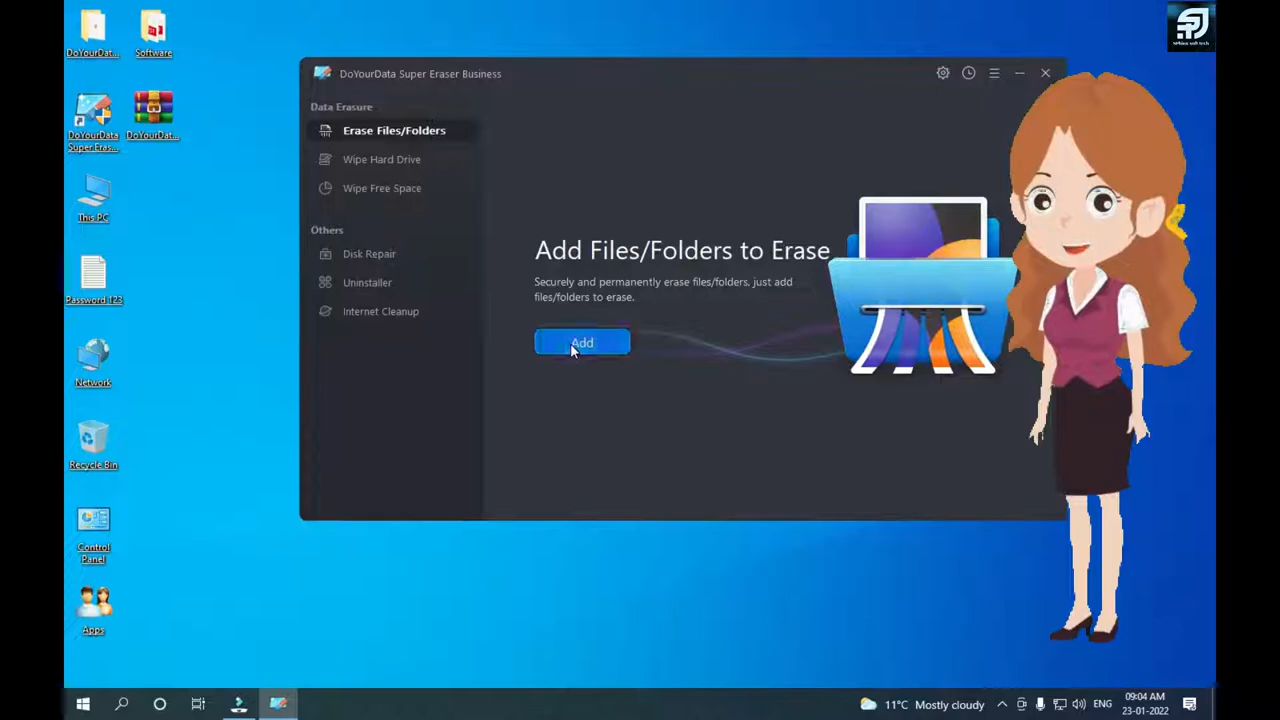 DoYourDat...
Software
DoYourData
Super Eras...
DoYourDat...
This PC
Password 123
Network
Recycle Bin
Control
Panel
Apps
DoYourData Super Eraser Business
Data Erasure
Erase Files/Folders
Wipe Hard Drive
Wipe Free Space
Others
Disk Repair
Uninstaller
Internet Cleanup
Add Files/Folders to Erase
Securely and permanently erase files/folders, just add
files/folders to erase.
Add
11°C Mostly cloudy
ENG
09:04 AM
23-01-2022